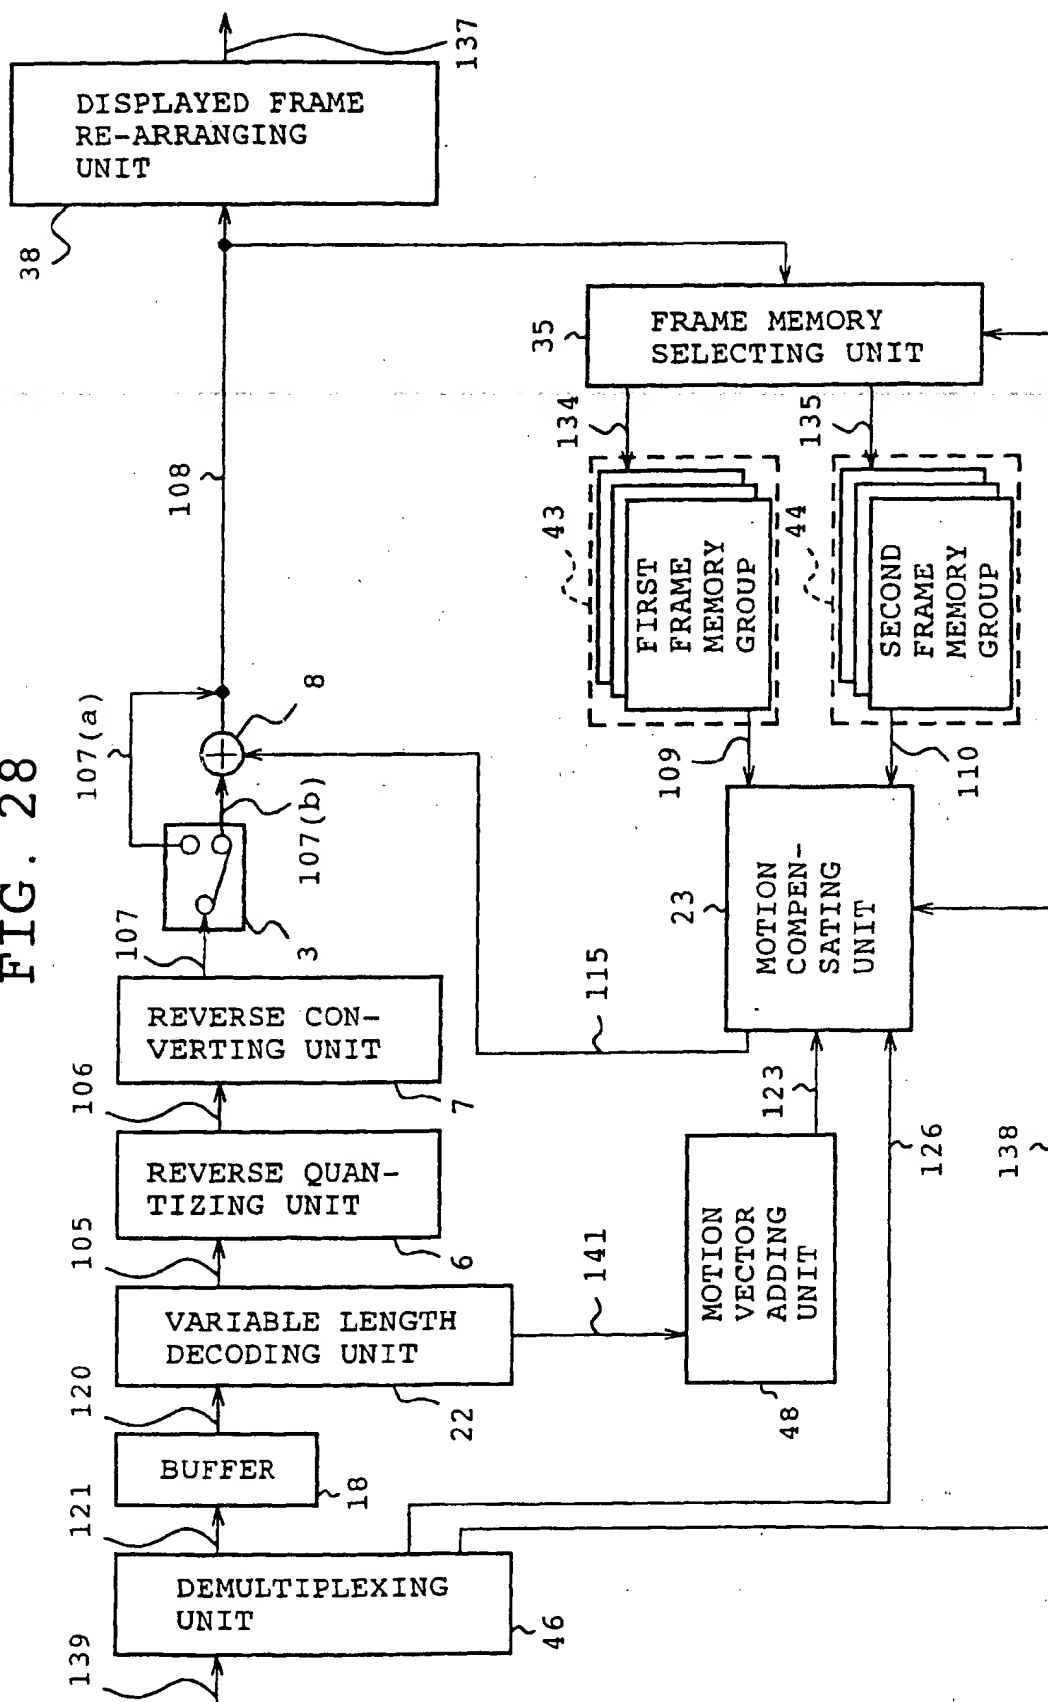 FIG. 28
139
DEMULTIPLEXING
UNIT
46
121
BUFFER
18
120
VARIABLE LENGTH
DECODING UNIT
22
105
REVERSE QUAN-
TIZING UNIT
6
106
REVERSE CON-
VERTING UNIT
7
107
3
107(a)
107(b)
8
108
DISPLAYED FRAME
RE-ARRANGING
UNIT
38
137
141
MOTION
VECTOR
ADDING
UNIT
48
123
126
138
115
MOTION
COMPEN-
SATING
UNIT
23
109
110
FIRST
FRAME
MEMORY
GROUP
43
SECOND
FRAME
MEMORY
GROUP
44
134
135
FRAME MEMORY
SELECTING UNIT
35